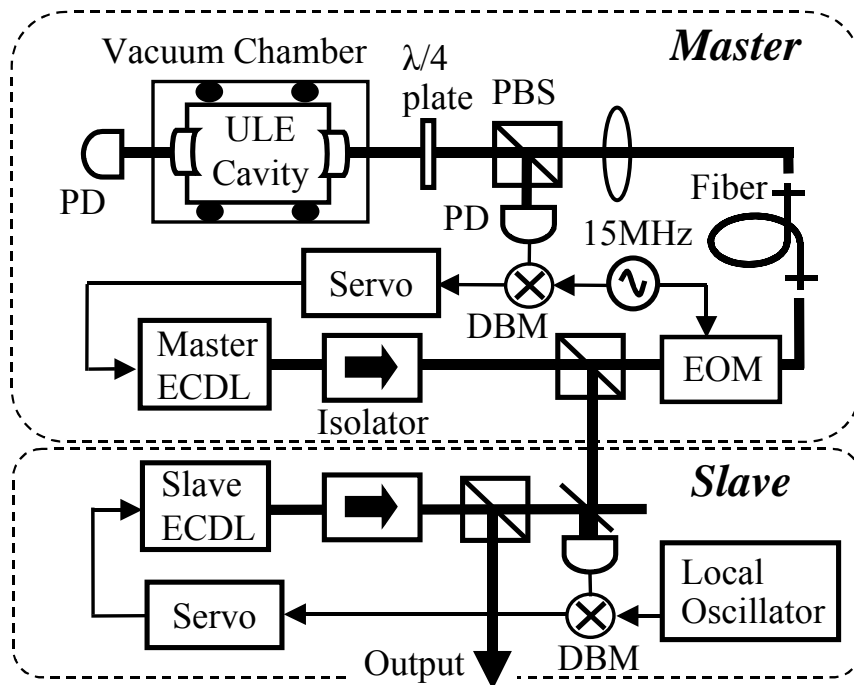 Master
Vacuum Chamber
λ/4
plate
PBS
ULE
Cavity
PD
PD
Fiber
15MHz
Servo
DBM
Master
ECDL
Isolator
EOM
Slave
Slave
ECDL
Local
Oscillator
Servo
DBM
Output